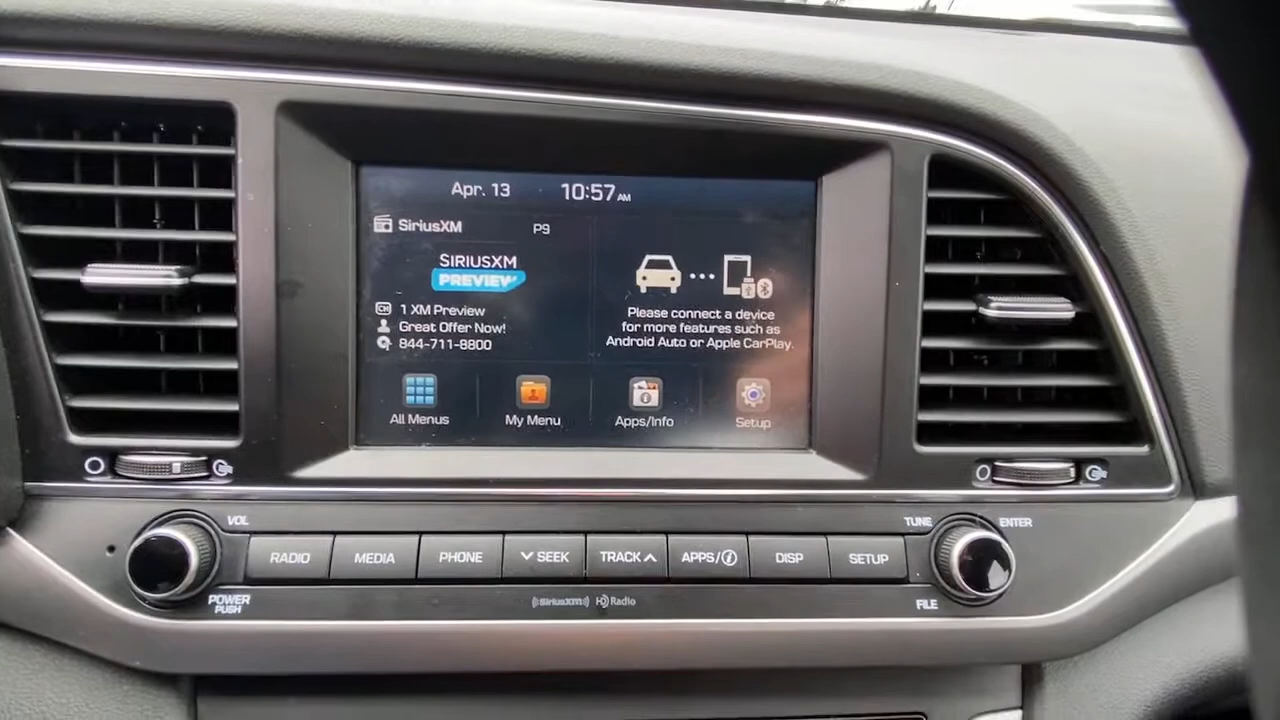 Apr. 13 10:57 AM
SiriusXM P9
SIRIUSXM
PREVIEW
CH 1 XM Preview
Great Offer Now!
844-711-8800
Please connect a device
for more features such as
Android Auto or Apple CarPlay.
All Menus My Menu Apps/Info Setup
VOL TUNE ENTER
RADIO MEDIA PHONE SEEK TRACK APPS/i DISP SETUP
POWER
PUSH
((SiriusXM)) HD Radio
FILE